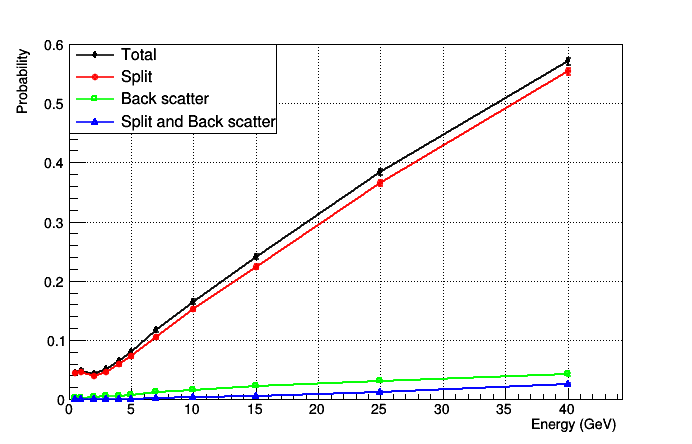 Probability
0.6
0.5
0.4
0.3
0.2
0.1
0
Total
Split
Back scatter
Split and Back scatter
0 5 10 15 20 25 30 35 40
Energy (GeV)